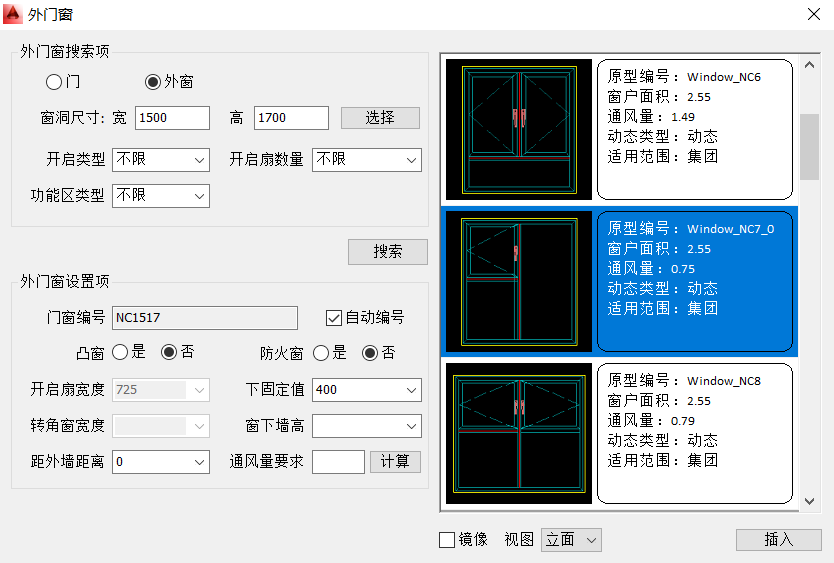 外门窗
外门窗搜索项
门 外窗
窗洞尺寸: 宽 1500 高 1700 选择
开启类型 不限 开启扇数量 不限
功能区类型 不限
搜索
外门窗设置项
门窗编号 NC1517 自动编号
凸窗 是 否 防火窗 是 否
开启扇宽度 725 下固定值 400
转角窗宽度 窗下墙高
距外墙距离 0 通风量要求 计算
原型编号：Window_NC6
窗户面积：2.55
通风量：1.49
动态类型：动态
适用范围：集团
原型编号：Window_NC7_0
窗户面积：2.55
通风量：0.75
动态类型：动态
适用范围：集团
原型编号：Window_NC8
窗户面积：2.55
通风量：0.79
动态类型：动态
适用范围：集团
镜像 视图 立面 插入